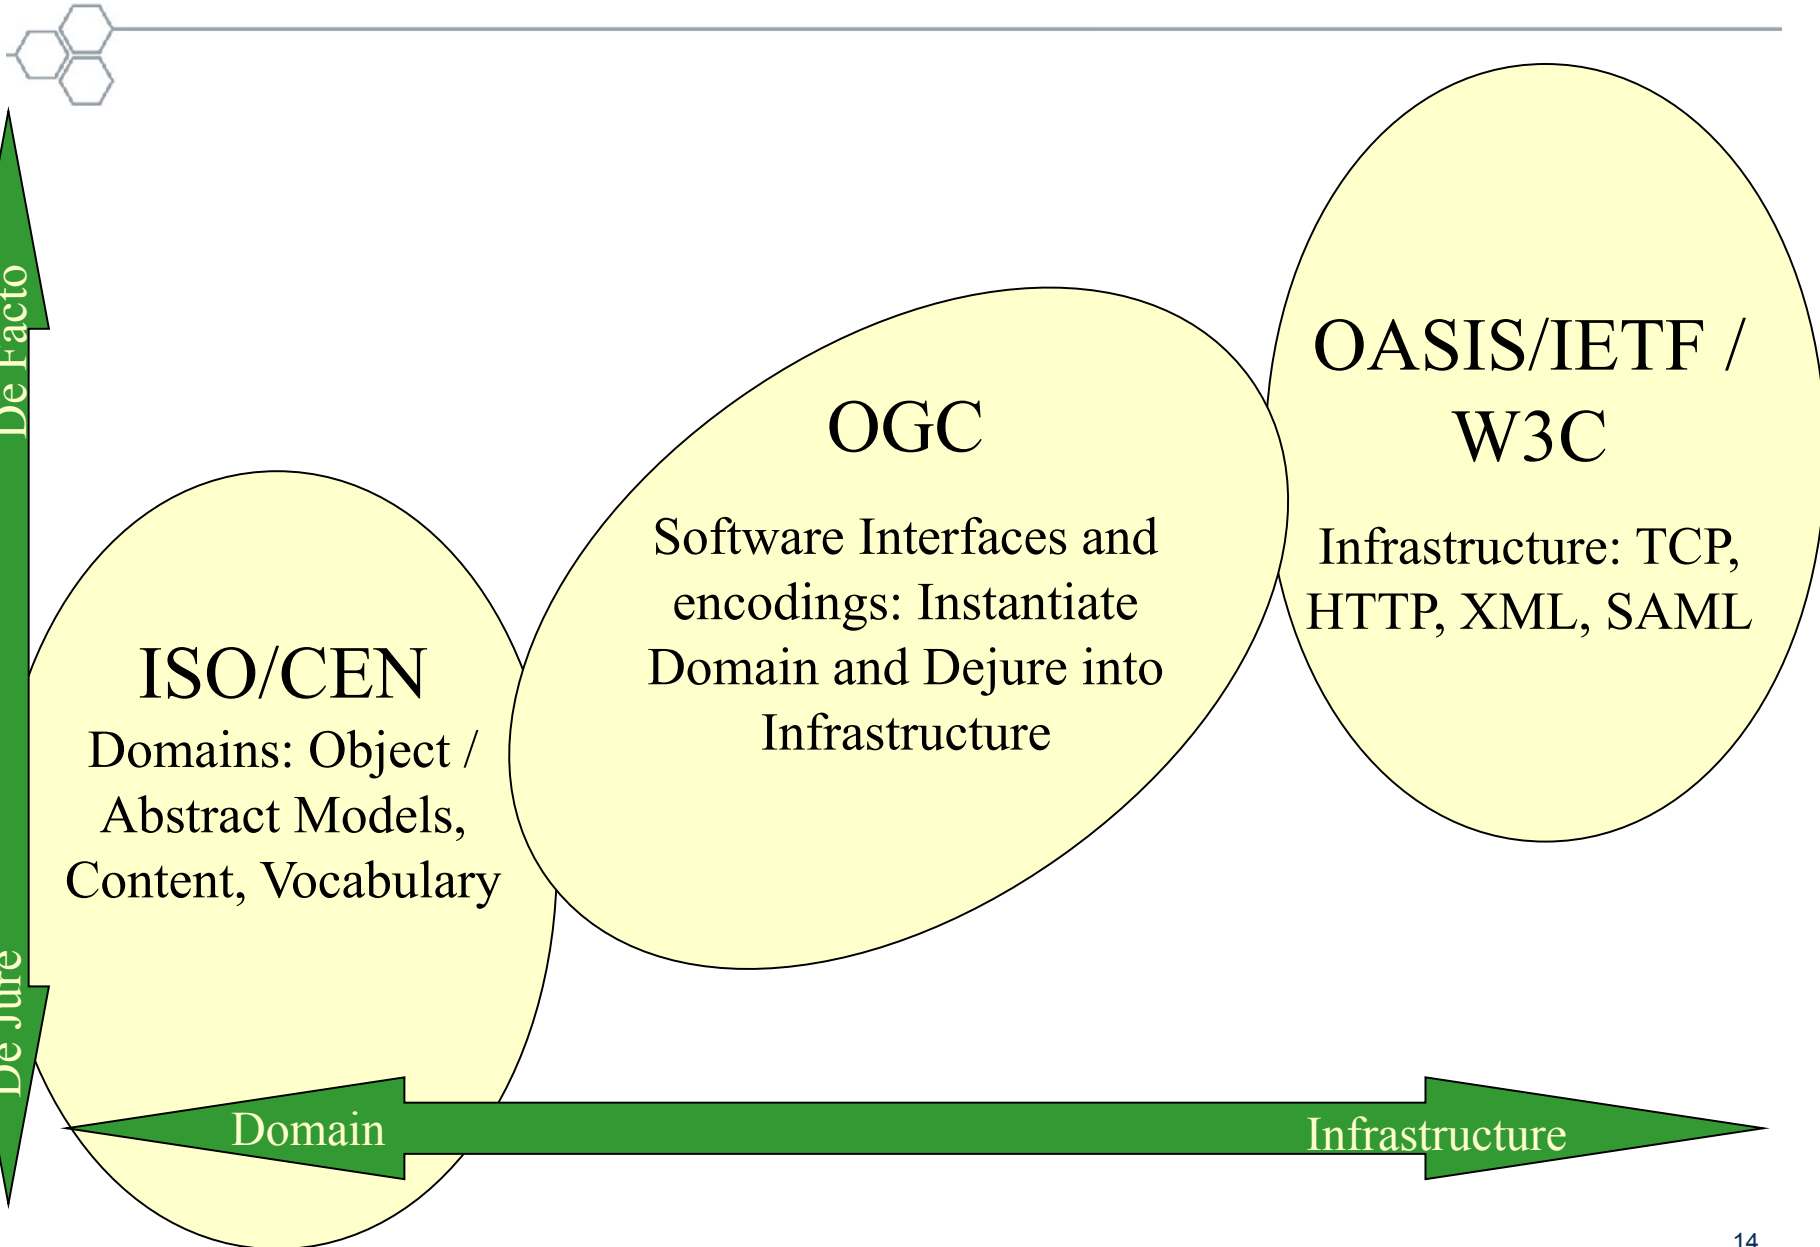 De Facto
OASIS/IETF /
W3C
Infrastructure: TCP,
HTTP, XML, SAML
OGC
Software Interfaces and
encodings: Instantiate
Domain and Dejure into
Infrastructure
ISO/CEN
Domains: Object /
Abstract Models,
Content, Vocabulary
De Jure
Domain
Infrastructure
14